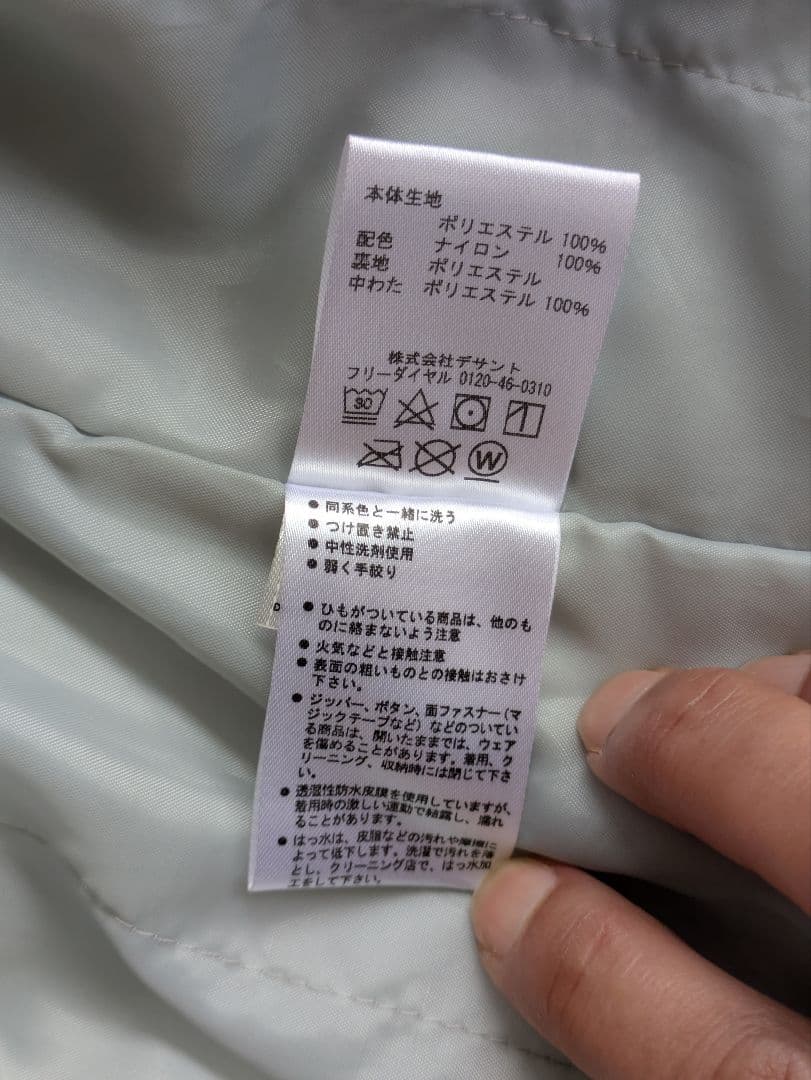 本体生地
ポリエステル 100%
配色 ナイロン 100%
裏地 ポリエステル
中わた ポリエステル 100%
株式会社デサント
フリーダイヤル 0120-46-0310
30
W
● 同系色と一緒に洗う
● つけ置き禁止
● 中性洗剤使用
● 弱く手絞り
● ひもがついている商品は、他のも
のに絡まないよう注意
● 火気などと接触注意
● 表面の粗いものとの接触はおさけ
下さい。
● ジッパー、ボタン、面ファスナー(マ
ジックテープなど)などのついてい
る商品は、開いたままでは、ウェア
を傷めることがあります。着用、ク
リーニング、収納時には閉じて下さ
い。
● 透湿性防水皮膜を使用していますが、
着用時の激しい運動で結露し、濡れ
ることがあります。
● はっ水は、皮脂などの汚れや摩擦に
よって低下します。洗濯で汚れを落
とし、クリーニング店で、はっ水加
工をして下さい。